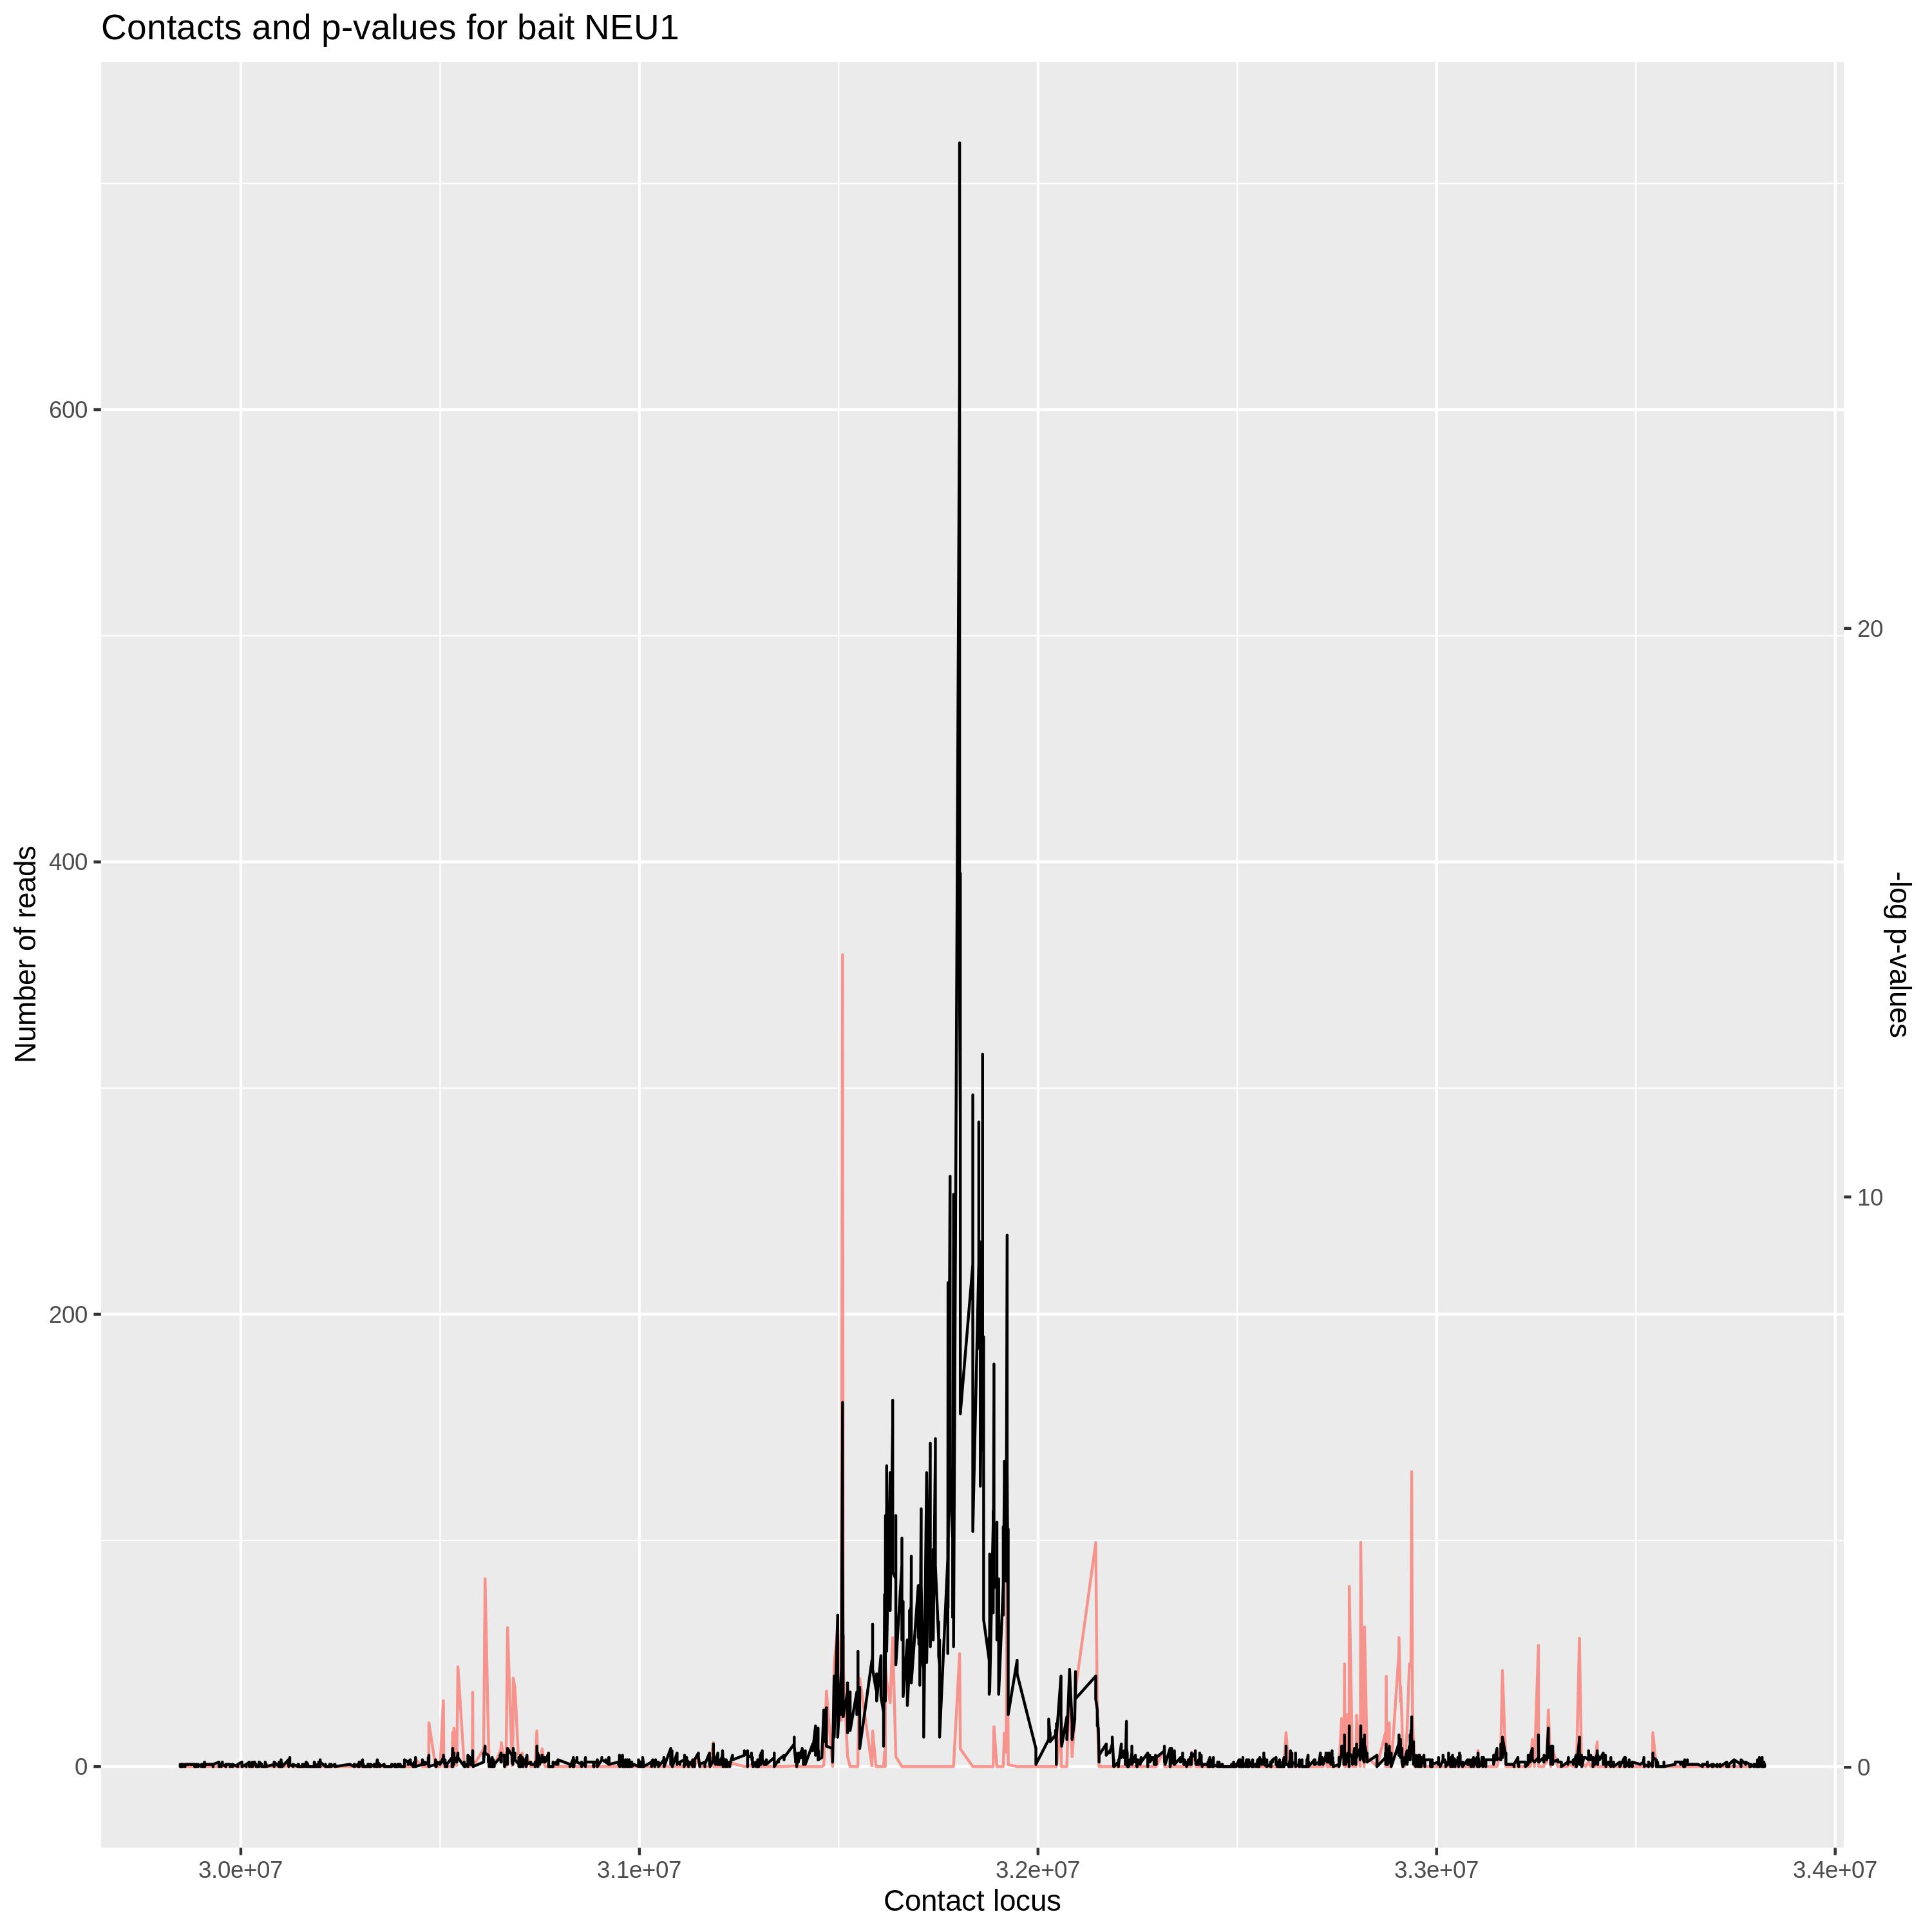 Contacts and p-values for bait NEU1
600
400
200
0
Number of reads
20
10
0
-log p-values
3.0e+07
3.1e+07
3.2e+07
3.3e+07
3.4e+07
Contact locus